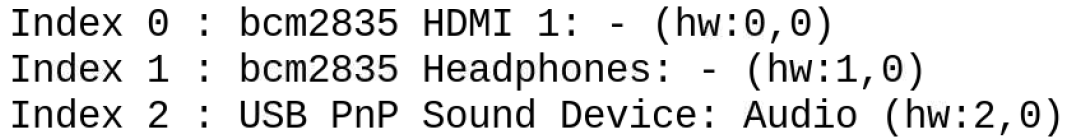 Index 0 : bcm2835 HDMI 1: - (hw:0,0)
Index 1 : bcm2835 Headphones: - (hw:1,0)
Index 2 : USB PnP Sound Device: Audio (hw:2,0)